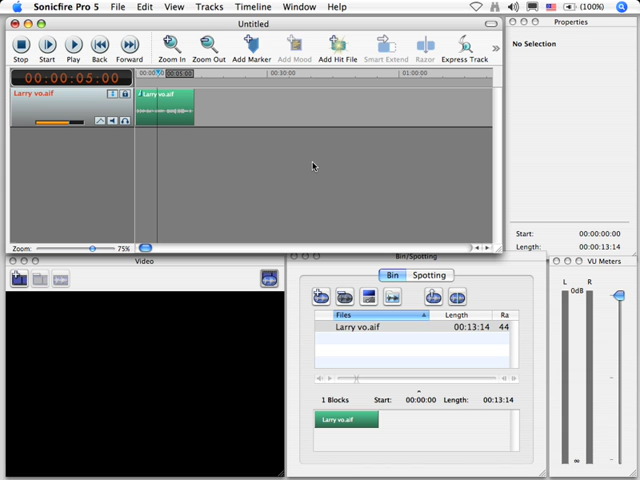 Sonicfire Pro 5 File Edit View Tracks Timeline Window Help (100%)
Untitled
Properties
Stop Start Play Back Forward Zoom In Zoom Out Add Marker Add Mood Add Hit File Smart Extend Razor Express Track
No Selection
00:00:05:00
00:05:00 00:30:00 01:00:00
Larry vo.aif
Larry vo.aif
Start: 00:00:00:00
Length: 00:00:13:14
Zoom: 75%
Video
Bin/Spotting
VU Meters
Bin Spotting
L R
0dB
Files Length Ra
Larry vo.aif 00:13:14 44
1 Blocks Start: 00:00:00 Length: 00:13:14
Larry vo.aif
∞